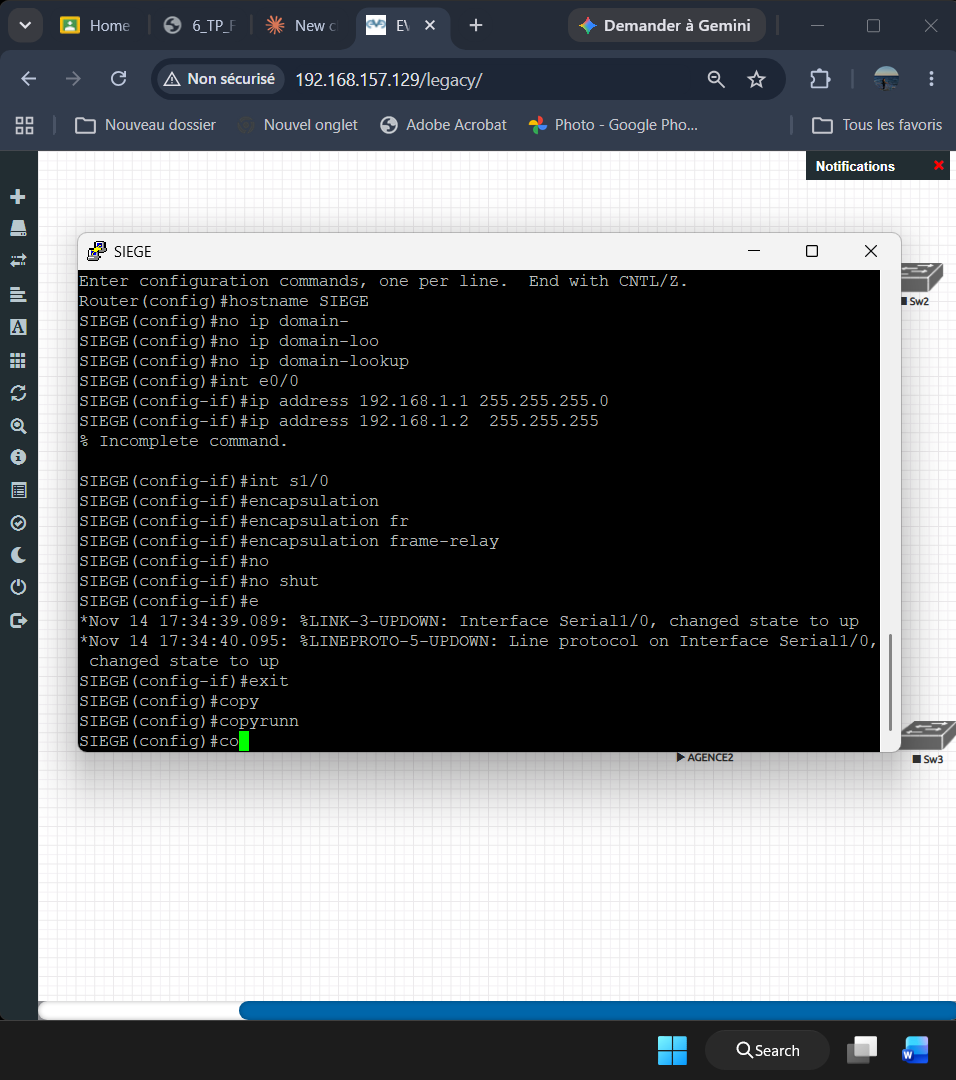 Home
6_TP_F
New c
EV
Demander à Gemini
Non sécurisé
192.168.157.129/legacy/
Nouveau dossier
Nouvel onglet
Adobe Acrobat
Photo - Google Pho...
Tous les favoris
Notifications
SIEGE
Enter configuration commands, one per line.  End with CNTL/Z.
Router(config)#hostname SIEGE
SIEGE(config)#no ip domain-
SIEGE(config)#no ip domain-loo
SIEGE(config)#no ip domain-lookup
SIEGE(config)#int e0/0
SIEGE(config-if)#ip address 192.168.1.1 255.255.255.0
SIEGE(config-if)#ip address 192.168.1.2  255.255.255
% Incomplete command.
SIEGE(config-if)#int s1/0
SIEGE(config-if)#encapsulation
SIEGE(config-if)#encapsulation fr
SIEGE(config-if)#encapsulation frame-relay
SIEGE(config-if)#no
SIEGE(config-if)#no shut
SIEGE(config-if)#e
*Nov 14 17:34:39.089: %LINK-3-UPDOWN: Interface Serial1/0, changed state to up
*Nov 14 17:34:40.095: %LINEPROTO-5-UPDOWN: Line protocol on Interface Serial1/0,
changed state to up
SIEGE(config-if)#exit
SIEGE(config)#copy
SIEGE(config)#copyrunn
SIEGE(config)#co
Sw2
AGENCE2
Sw3
Search